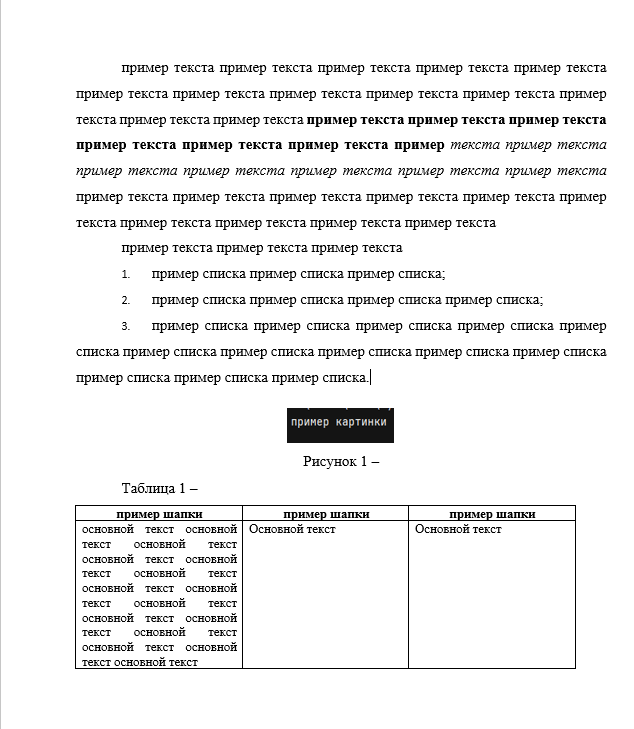 пример текста пример текста пример текста пример текста пример текста
пример текста пример текста пример текста пример текста пример текста пример
текста пример текста пример текста пример текста пример текста пример текста
пример текста пример текста пример текста пример текста пример текста
пример текста пример текста пример текста пример текста пример текста
пример текста пример текста пример текста пример текста пример текста пример
текста пример текста пример текста пример текста пример текста
пример текста пример текста пример текста
1. пример списка пример списка пример списка;
2. пример списка пример списка пример списка пример списка;
3. пример списка пример списка пример списка пример списка пример
списка пример списка пример списка пример списка пример списка пример списка
пример списка пример списка пример списка.
пример картинки
Рисунок 1 –
Таблица 1 –
пример шапки пример шапки пример шапки
основной текст основной Основной текст Основной текст
текст основной текст
основной текст основной
текст основной текст
основной текст основной
текст основной текст
основной текст основной
текст основной текст
основной текст основной
текст основной текст